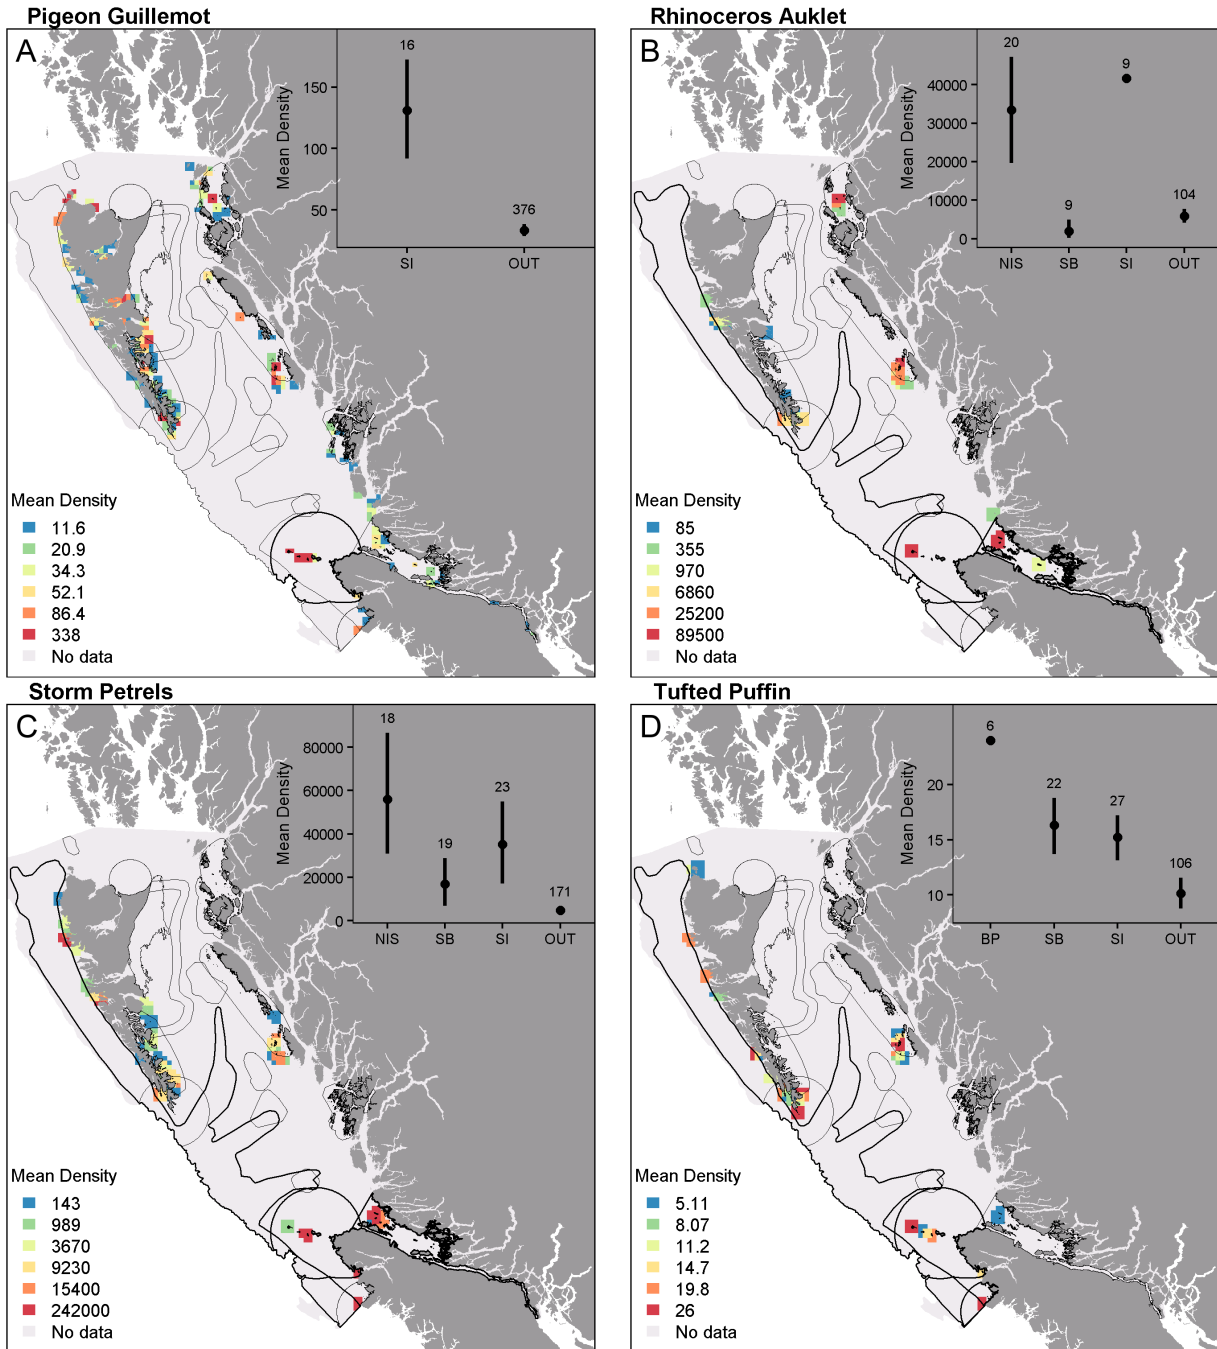 Pigeon Guillemot
A
16
376
Mean Density
150
100
50
SI OUT
Mean Density
11.6
20.9
34.3
52.1
86.4
338
No data
Rhinoceros Auklet
B
20
9
9
104
Mean Density
40000
30000
20000
10000
0
NIS SB SI OUT
Mean Density
85
355
970
6860
25200
89500
No data
Storm Petrels
C
18
19
23
171
Mean Density
80000
60000
40000
20000
0
NIS SB SI OUT
Mean Density
143
989
3670
9230
15400
242000
No data
Tufted Puffin
D
6
22
27
106
Mean Density
20
15
10
BP SB SI OUT
Mean Density
5.11
8.07
11.2
14.7
19.8
26
No data